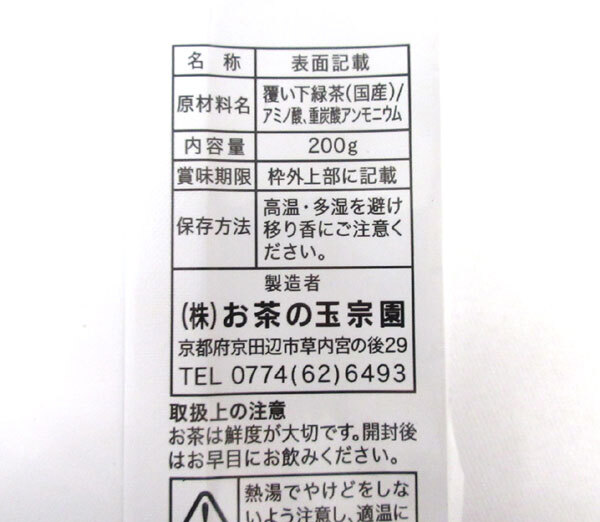 名称 表面記載
原材料名 覆い下緑茶(国産)/
アミノ酸、重炭酸アンモニウム
内容量 200g
賞味期限 枠外上部に記載
保存方法 高温・多湿を避け
移り香にご注意く
ださい。
製造者
(株)お茶の玉宗園
京都府京田辺市草内宮の後29
TEL 0774(62)6493
取扱上の注意
お茶は鮮度が大切です。開封後
はお早目にお飲みください。
熱湯でやけどをしな
いよう注意し、適温に